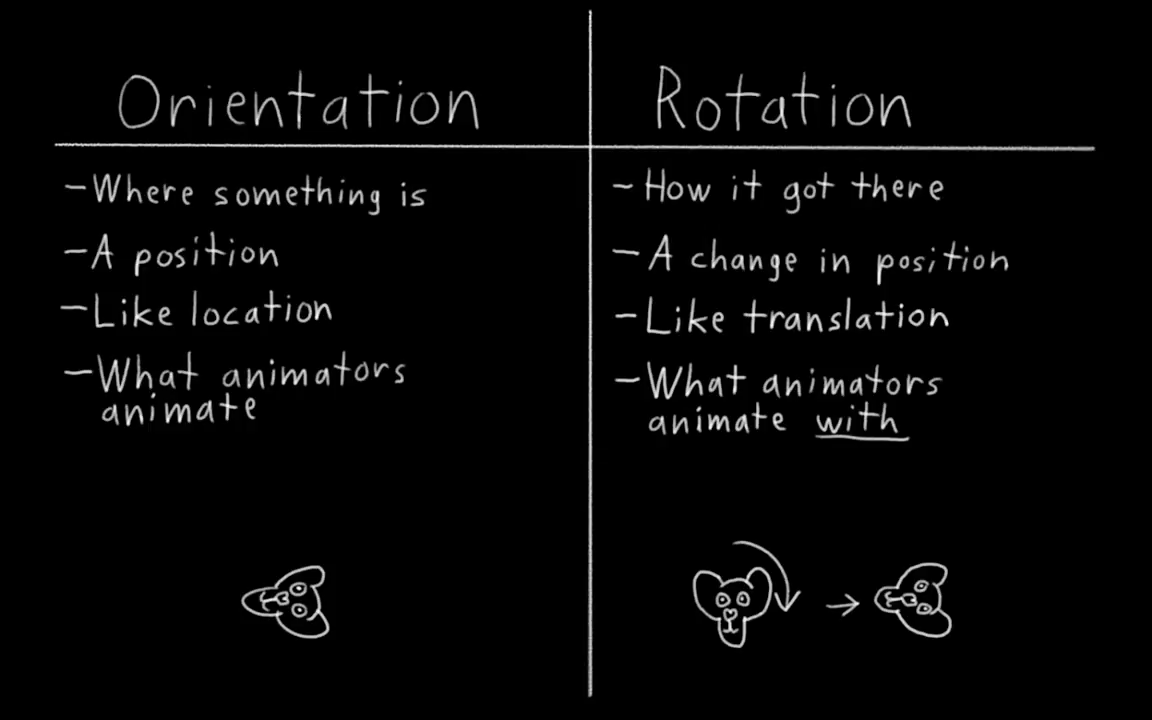 Orientation
- Where something is
- A position
- Like location
- What animators
animate
Rotation
- How it got there
- A change in position
- Like translation
- What animators
animate with